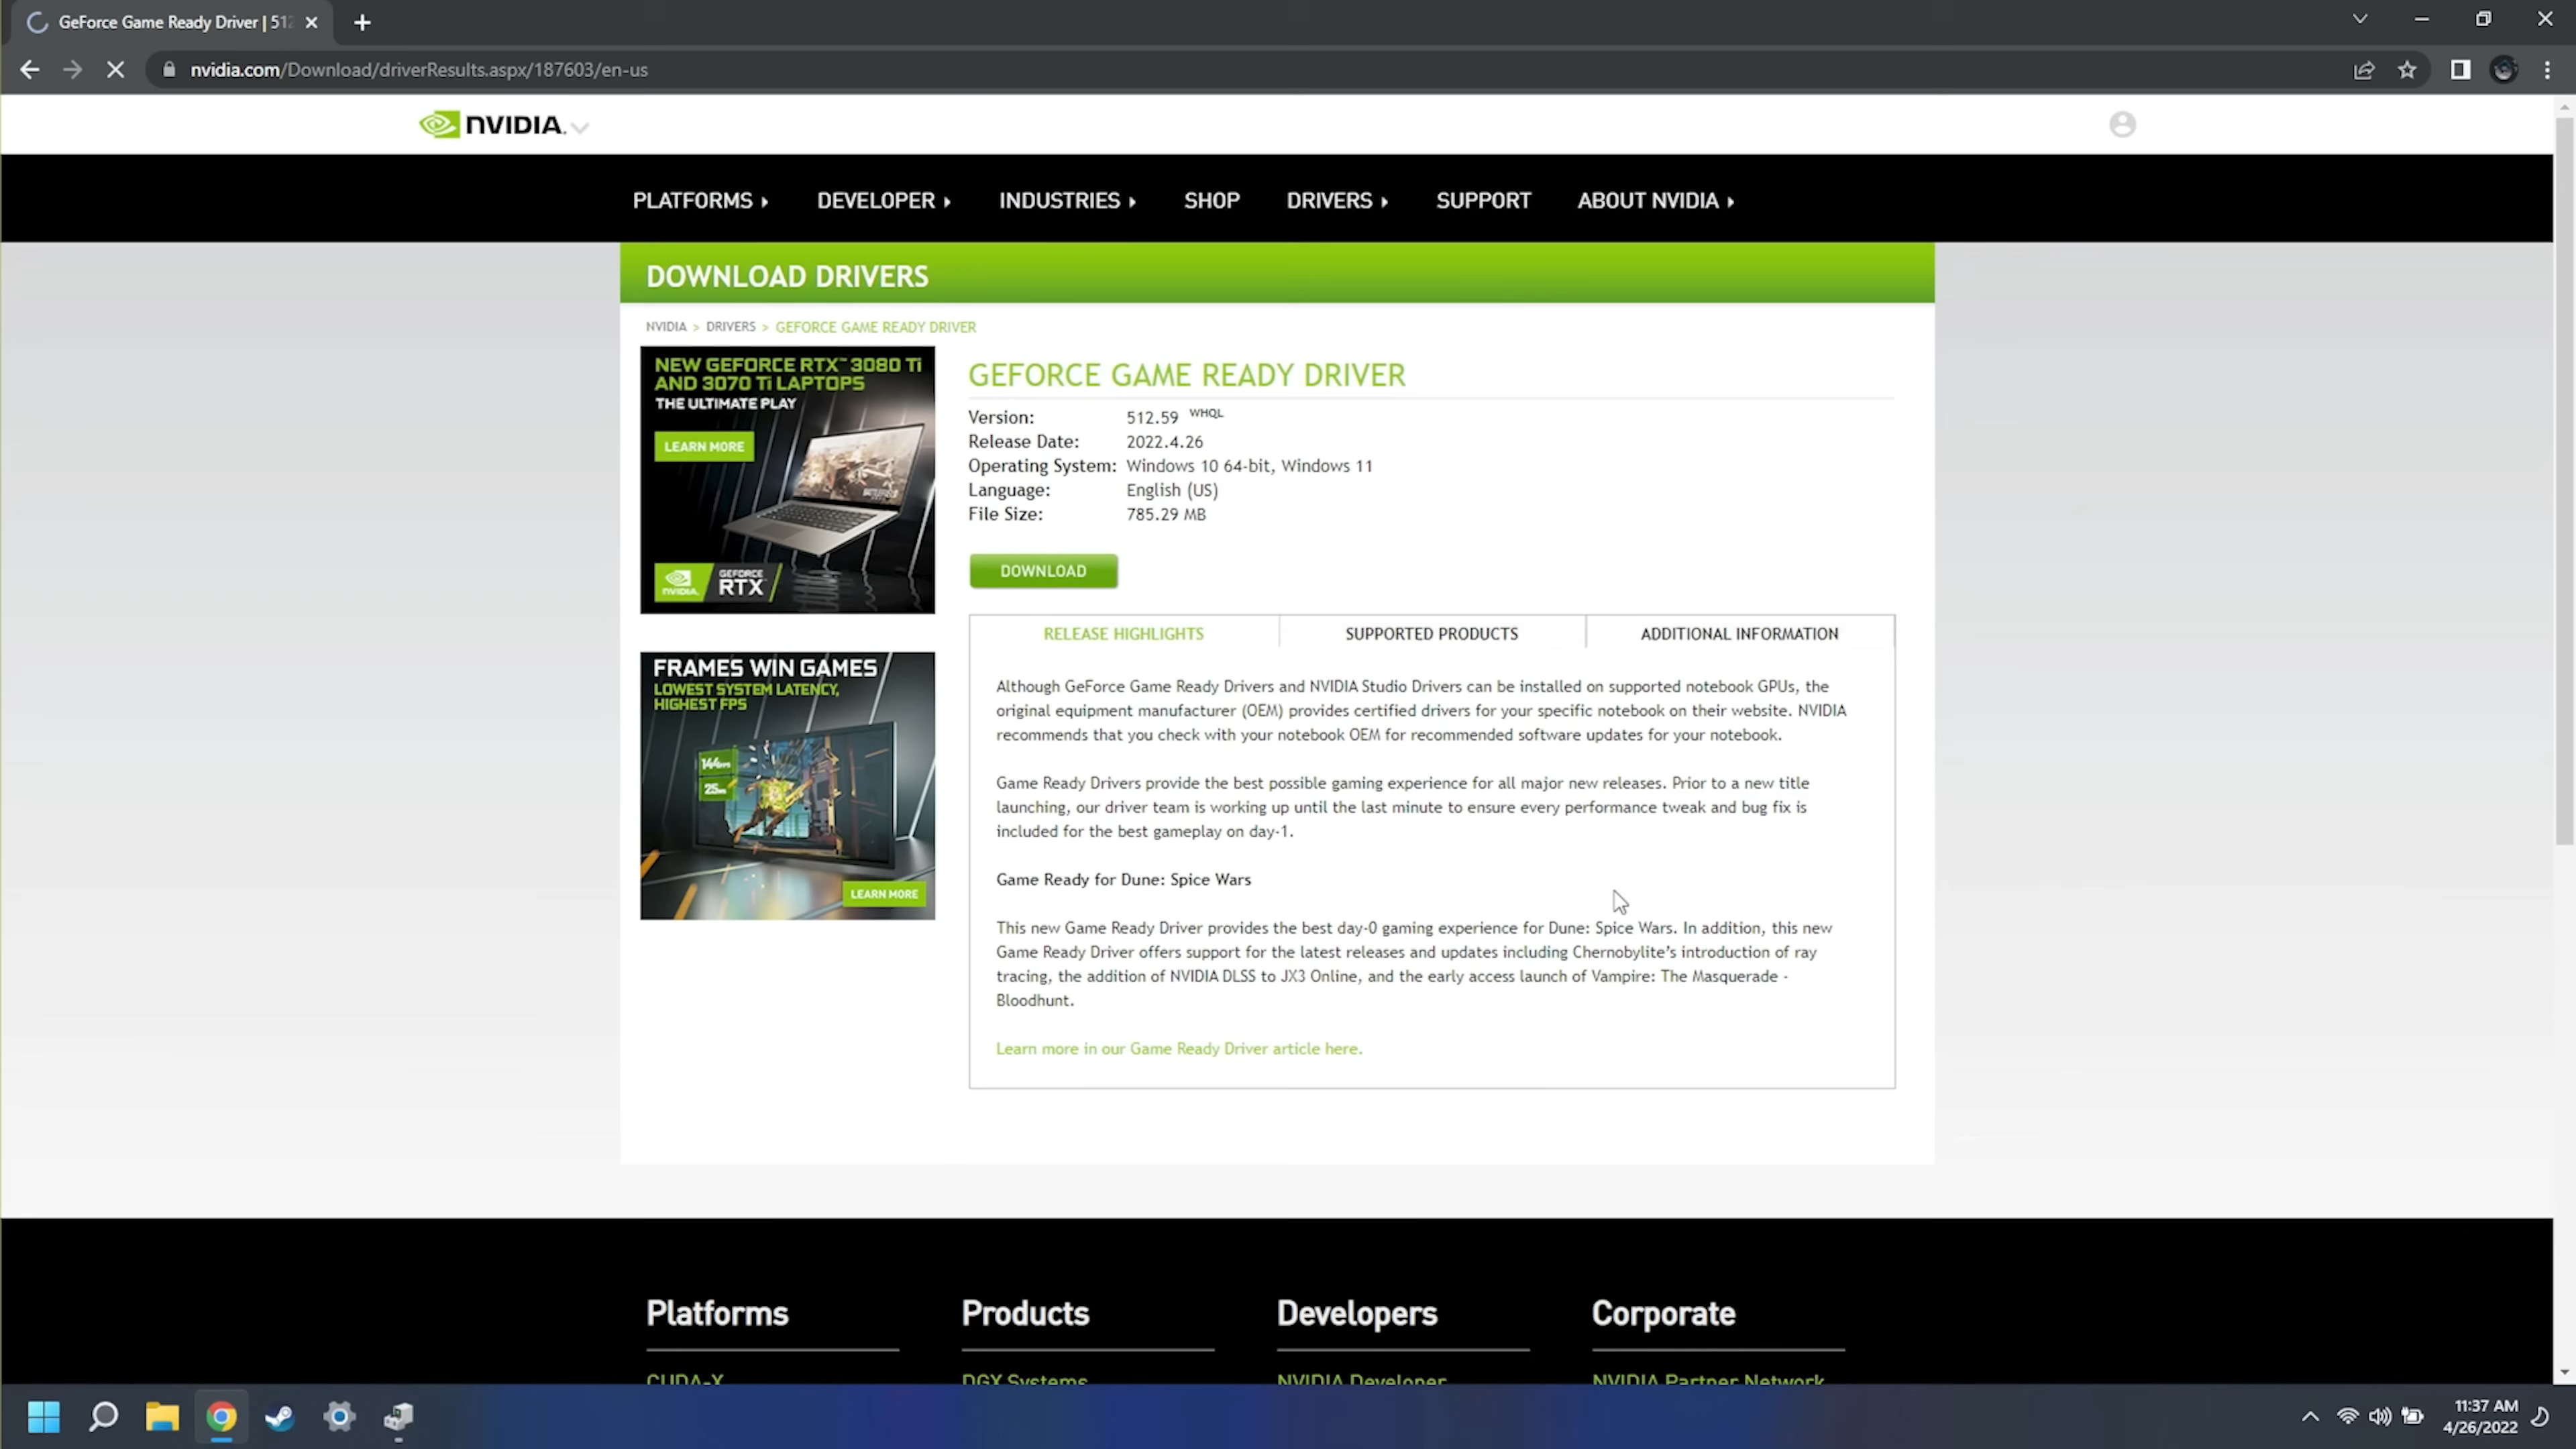 GeForce Game Ready Driver | 512
nvidia.com/Download/driverResults.aspx/187603/en-us
NVIDIA.
PLATFORMS DEVELOPER INDUSTRIES SHOP DRIVERS SUPPORT ABOUT NVIDIA
DOWNLOAD DRIVERS
NVIDIA > DRIVERS > GEFORCE GAME READY DRIVER
NEW GEFORCE RTX™ 3080 Ti
AND 3070 Ti LAPTOPS
THE ULTIMATE PLAY
LEARN MORE
NVIDIA.
GEFORCE
RTX
FRAMES WIN GAMES
LOWEST SYSTEM LATENCY,
HIGHEST FPS
144FPS
25ms
LEARN MORE
GEFORCE GAME READY DRIVER
Version: 512.59 WHQL
Release Date: 2022.4.26
Operating System: Windows 10 64-bit, Windows 11
Language: English (US)
File Size: 785.29 MB
DOWNLOAD
RELEASE HIGHLIGHTS SUPPORTED PRODUCTS ADDITIONAL INFORMATION
Although GeForce Game Ready Drivers and NVIDIA Studio Drivers can be installed on supported notebook GPUs, the
original equipment manufacturer (OEM) provides certified drivers for your specific notebook on their website. NVIDIA
recommends that you check with your notebook OEM for recommended software updates for your notebook.
Game Ready Drivers provide the best possible gaming experience for all major new releases. Prior to a new title
launching, our driver team is working up until the last minute to ensure every performance tweak and bug fix is
included for the best gameplay on day-1.
Game Ready for Dune: Spice Wars
This new Game Ready Driver provides the best day-0 gaming experience for Dune: Spice Wars. In addition, this new
Game Ready Driver offers support for the latest releases and updates including Chernobylite's introduction of ray
tracing, the addition of NVIDIA DLSS to JX3 Online, and the early access launch of Vampire: The Masquerade -
Bloodhunt.
Learn more in our Game Ready Driver article here.
Platforms Products Developers Corporate
CUDA-X DGX Systems NVIDIA Developer NVIDIA Partner Network
11:37 AM
4/26/2022